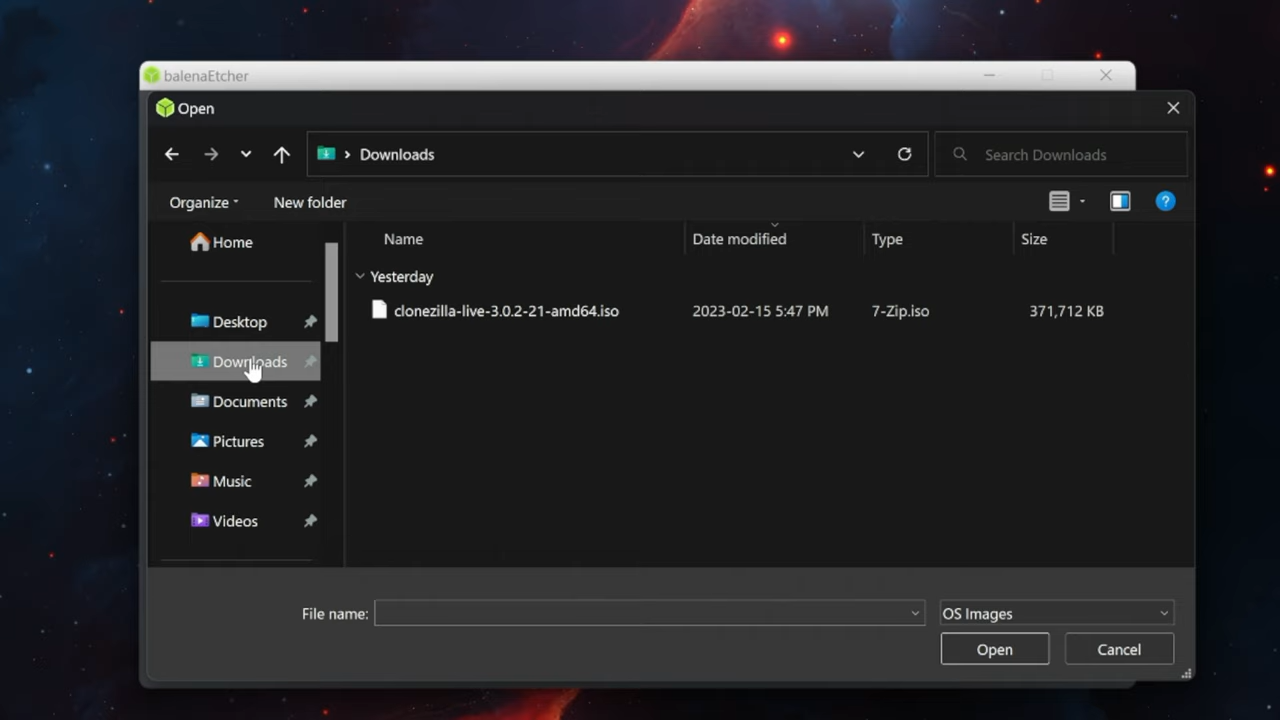 balenaEtcher
Open
Downloads
Search Downloads
Organize
New folder
?
Name
Date modified
Type
Size
Home
Desktop
Downloads
Documents
Pictures
Music
Videos
Yesterday
clonezilla-live-3.0.2-21-amd64.iso 2023-02-15 5:47 PM 7-Zip.iso 371,712 KB
File name:
OS Images
Open
Cancel